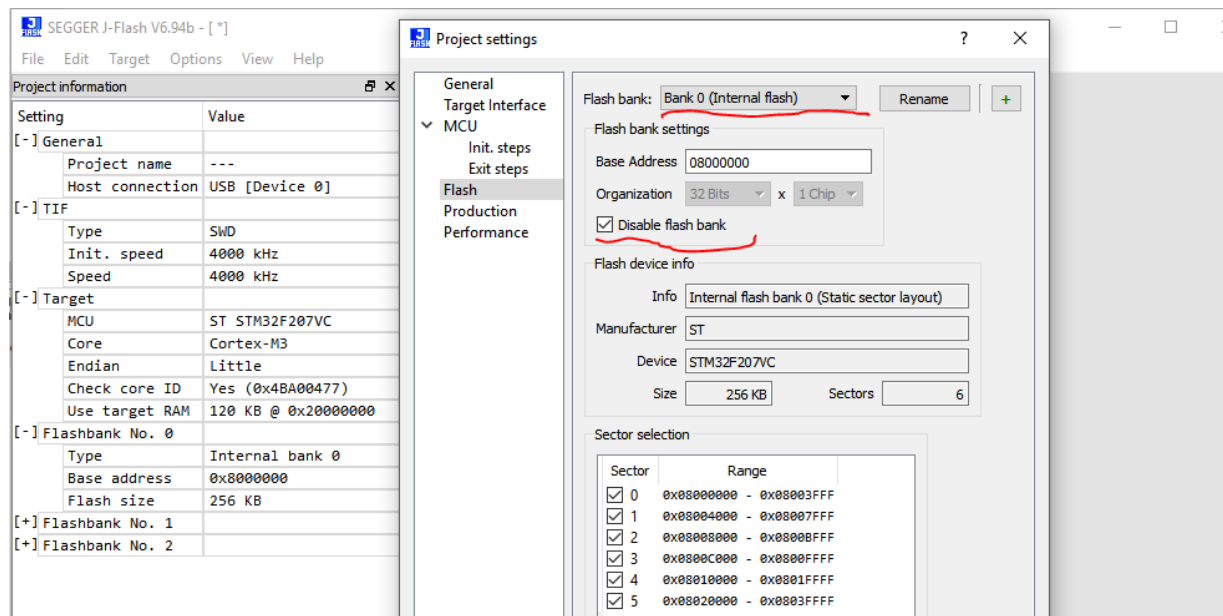 SEGGER J-Flash V6.94b - [ *]
File Edit Target Options View Help
Project information
Setting Value
[-] General
Project name ---
Host connection USB [Device 0]
[-] TIF
Type SWD
Init. speed 4000 kHz
Speed 4000 kHz
[-] Target
MCU ST STM32F207VC
Core Cortex-M3
Endian Little
Check core ID Yes (0x4BA00477)
Use target RAM 120 KB @ 0x20000000
[-] Flashbank No. 0
Type Internal bank 0
Base address 0x8000000
Flash size 256 KB
[+] Flashbank No. 1
[+] Flashbank No. 2
Project settings
General
Target Interface
MCU
Init. steps
Exit steps
Flash
Production
Performance
Flash bank: Bank 0 (Internal flash) Rename +
Flash bank settings
Base Address 08000000
Organization 32 Bits x 1 Chip
Disable flash bank
Flash device info
Info Internal flash bank 0 (Static sector layout)
Manufacturer ST
Device STM32F207VC
Size 256 KB Sectors 6
Sector selection
Sector Range
0 0x08000000 - 0x08003FFF
1 0x08004000 - 0x08007FFF
2 0x08008000 - 0x0800BFFF
3 0x0800C000 - 0x0800FFFF
4 0x08010000 - 0x0801FFFF
5 0x08020000 - 0x0803FFFF